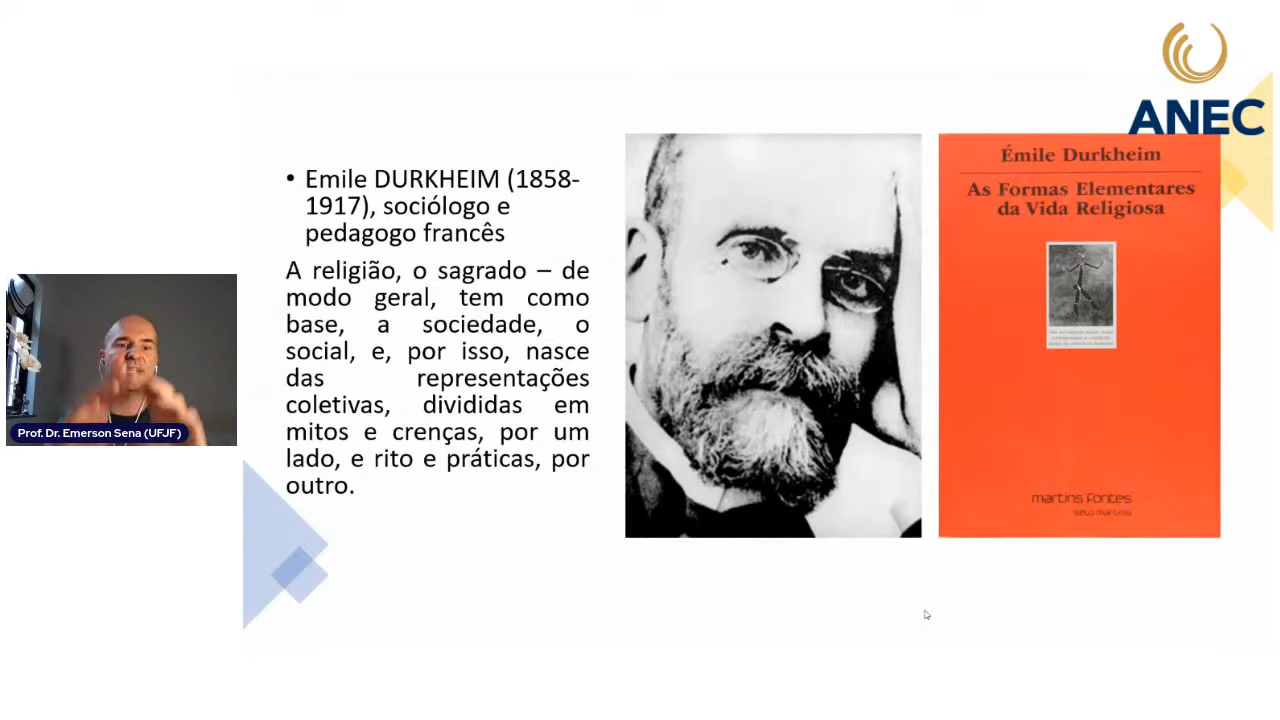 ANEC
• Emile DURKHEIM (1858-
1917), sociólogo e
pedagogo francês
A religião, o sagrado – de
modo geral, tem como
base, a sociedade, o
social, e, por isso, nasce
das representações
coletivas, divididas em
mitos e crenças, por um
lado, e rito e práticas, por
outro.
Émile Durkheim
As Formas Elementares
da Vida Religiosa
martins fontes
selo martins
Prof. Dr. Emerson Sena (UFJF)